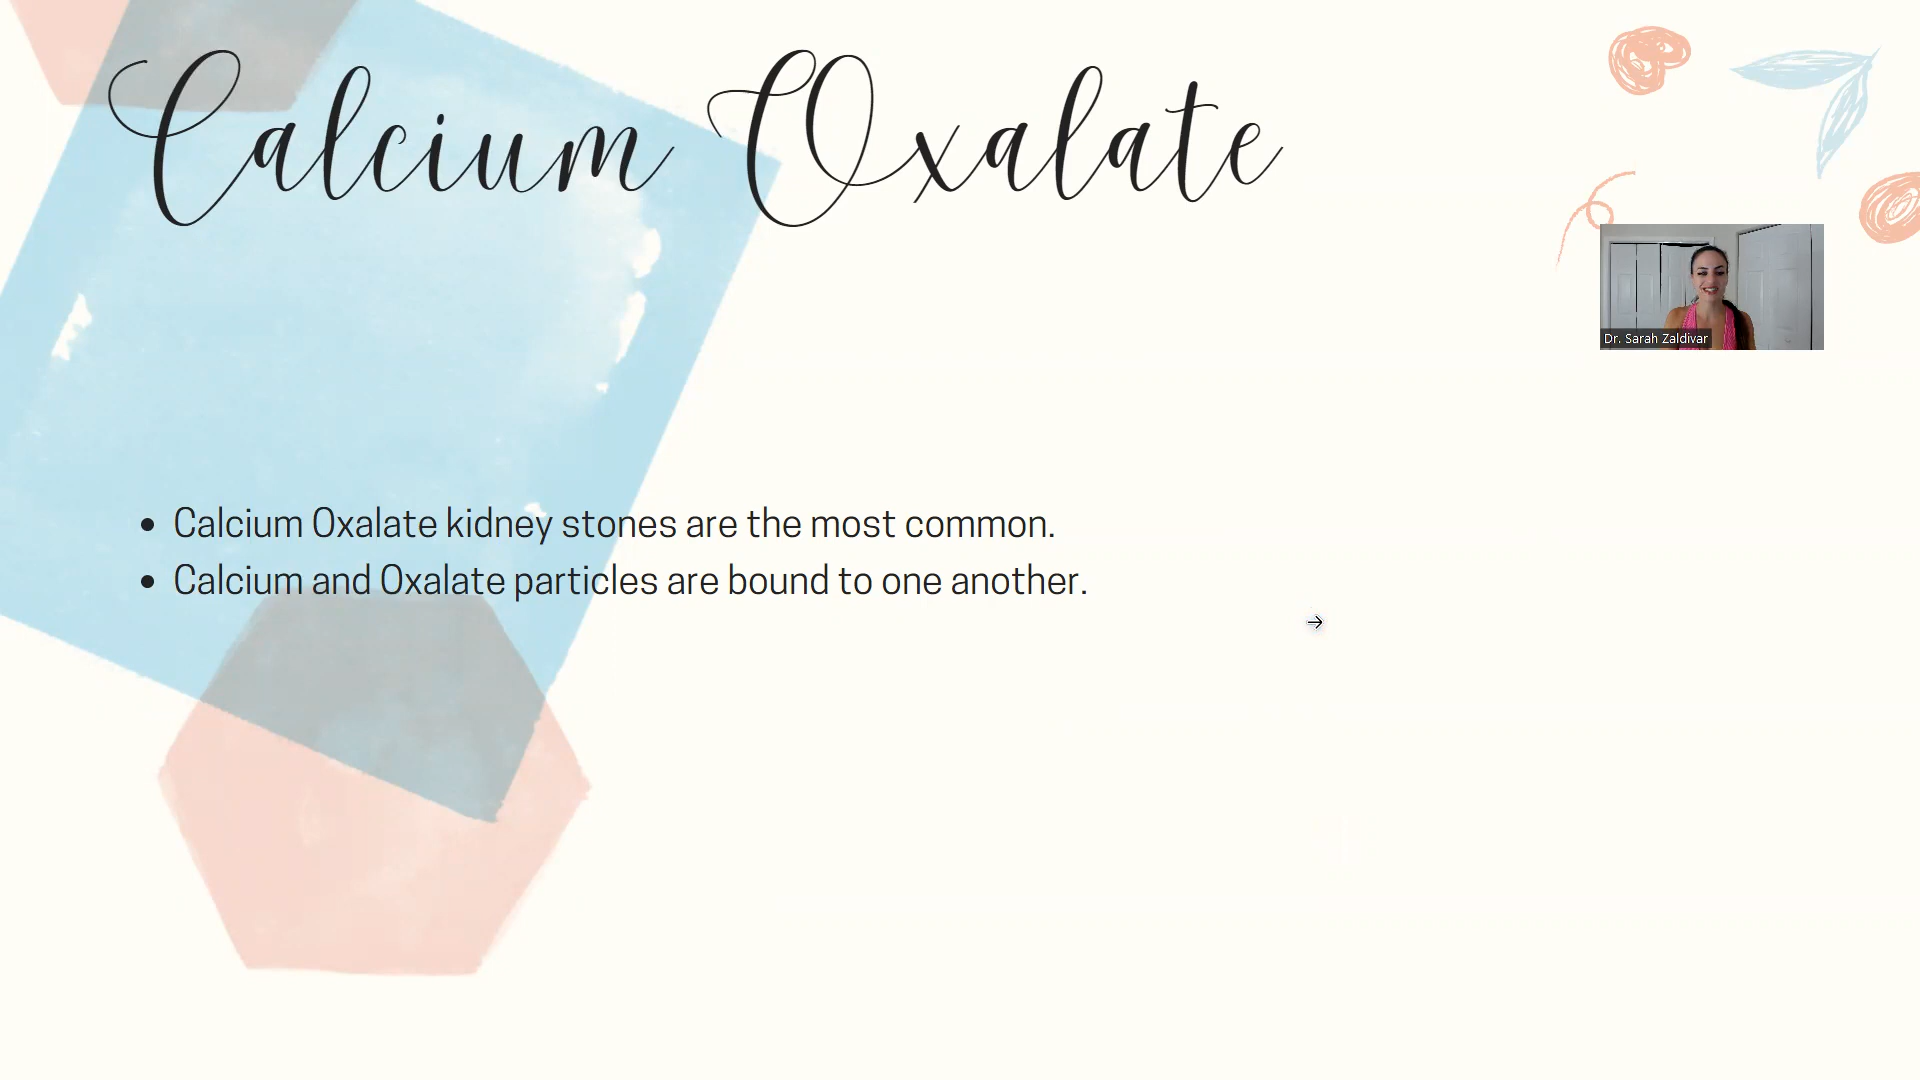 Calcium Oxalate
Dr. Sarah Zaldivar
• Calcium Oxalate kidney stones are the most common.
• Calcium and Oxalate particles are bound to one another.